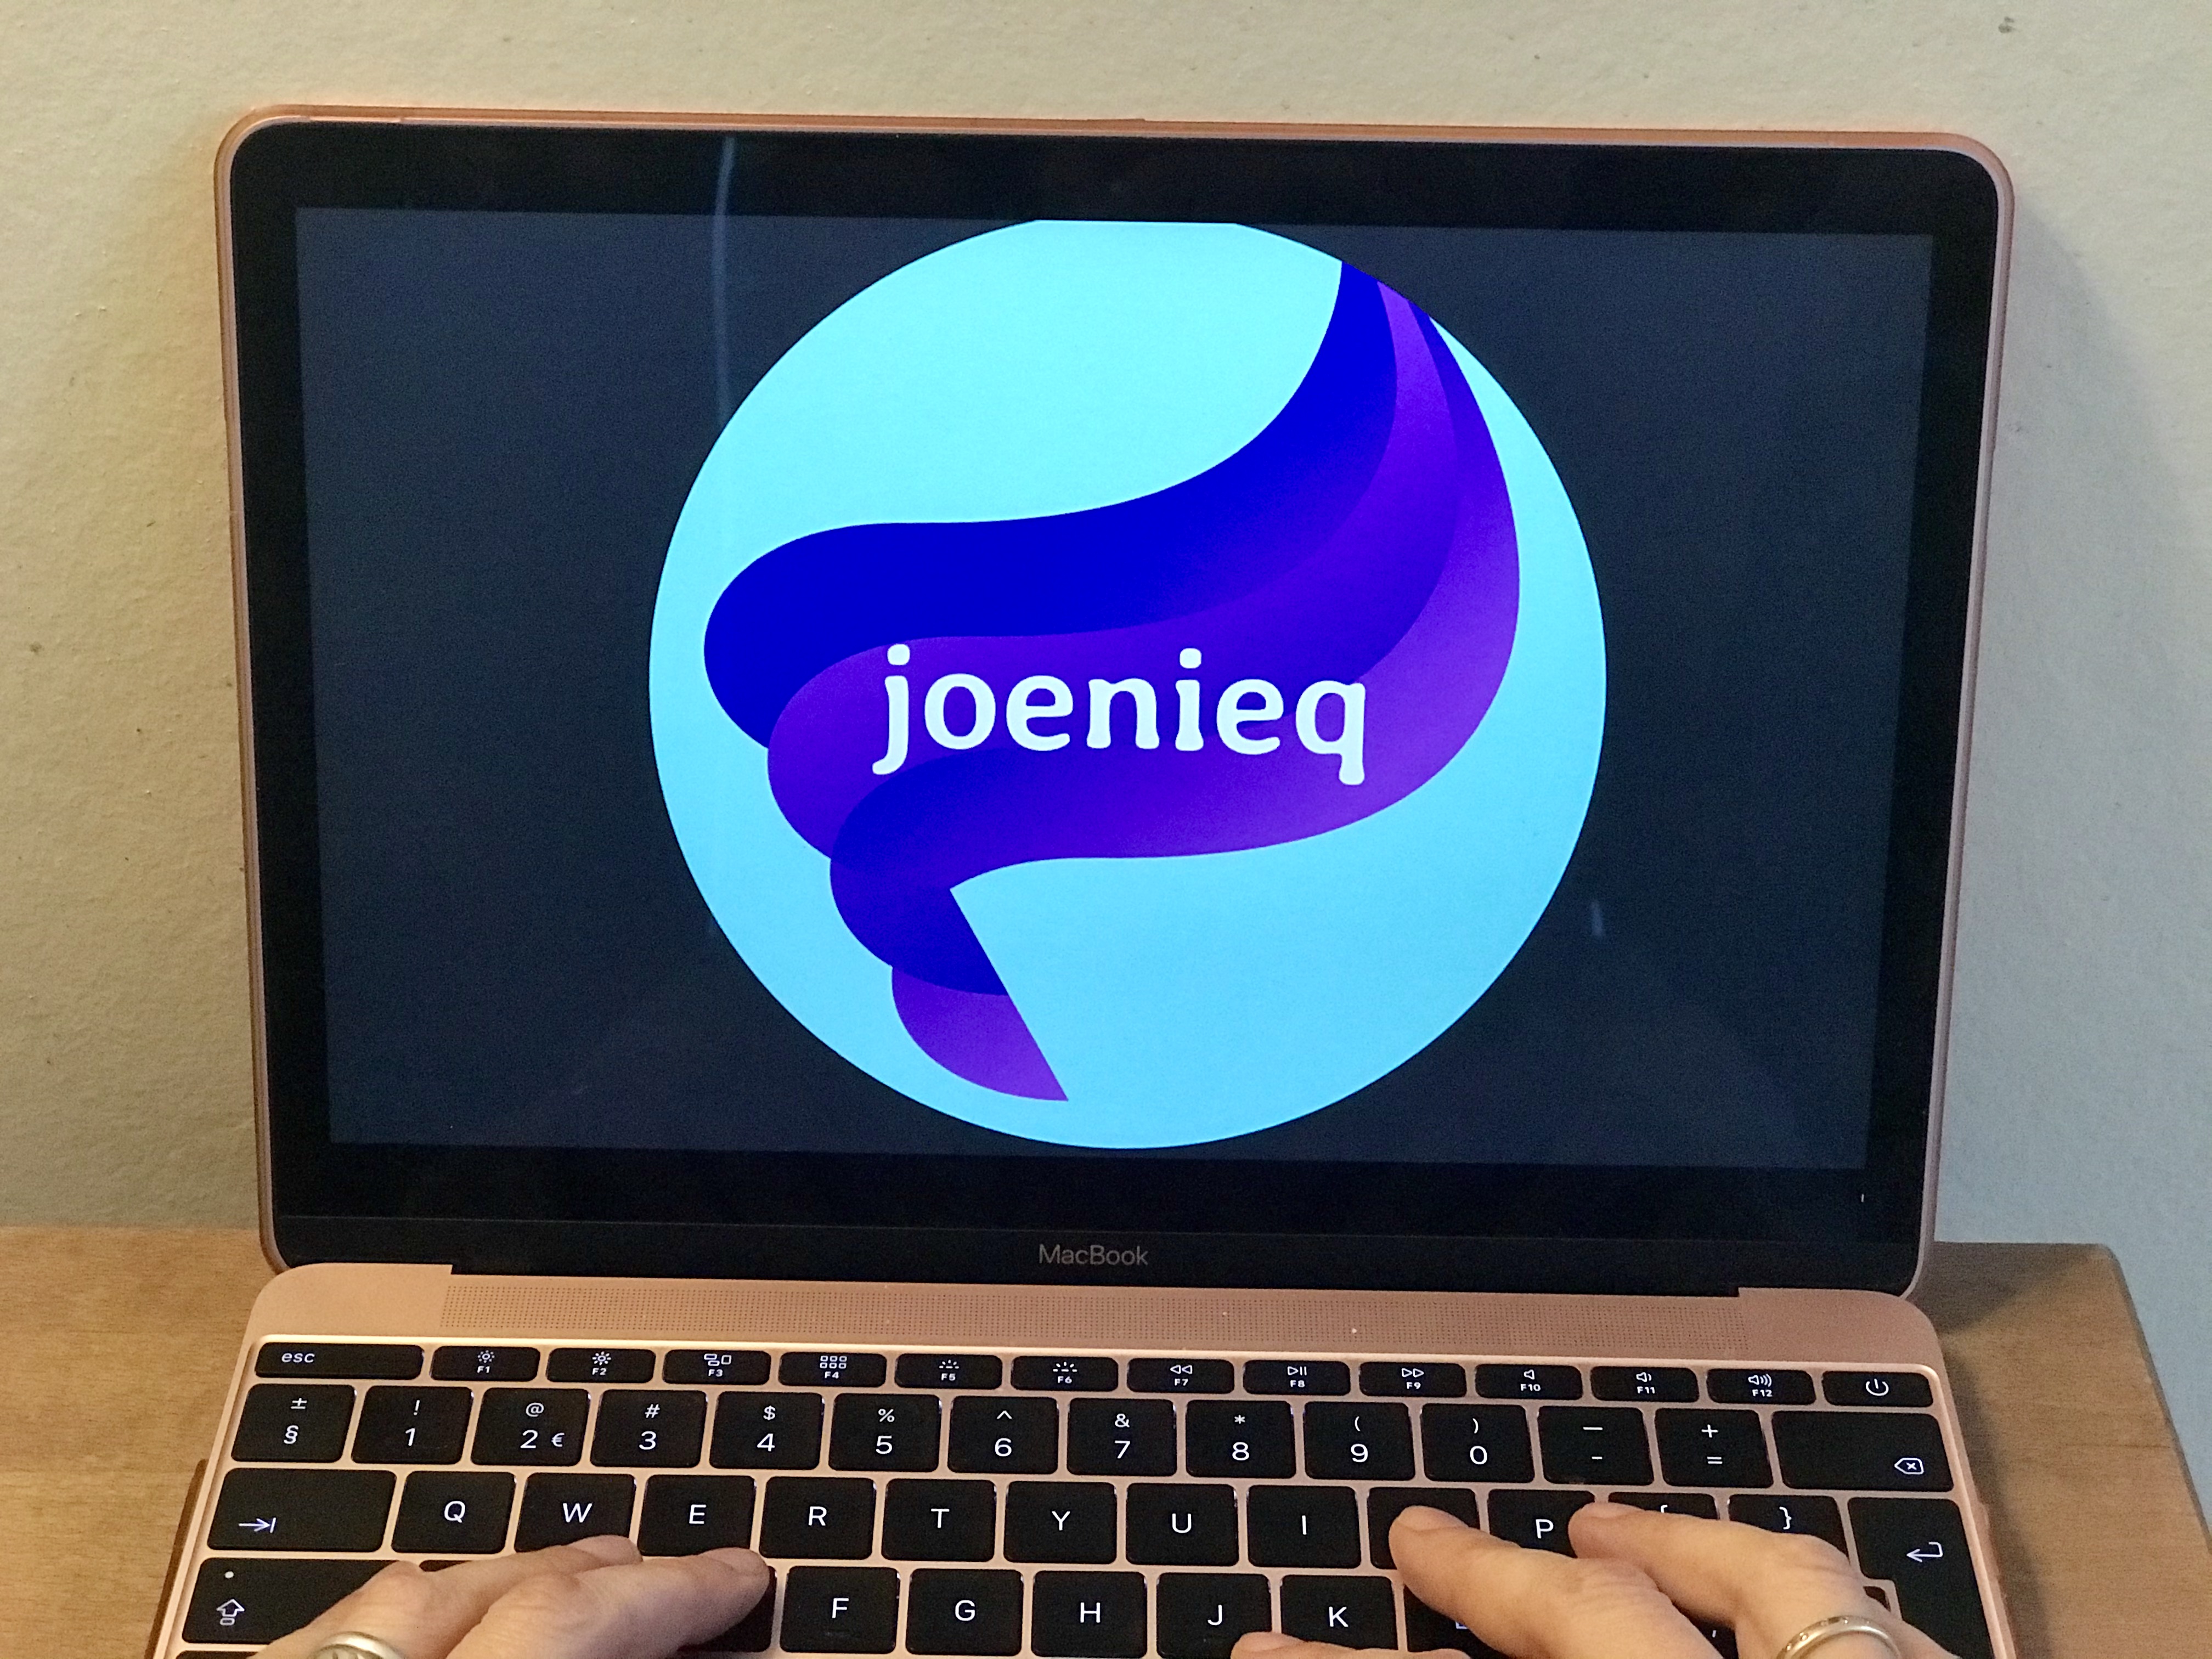 joenieq
MacBook
esc F1 F2 F3 F4 F5 F6 F7 F8 F9 F10 F11 F12
± ! @ # $ % ^ & * ( ) — +
§ 1 2 € 3 4 5 6 7 8 9 0 - =
Q W E R T Y U I P { }
F G H J K